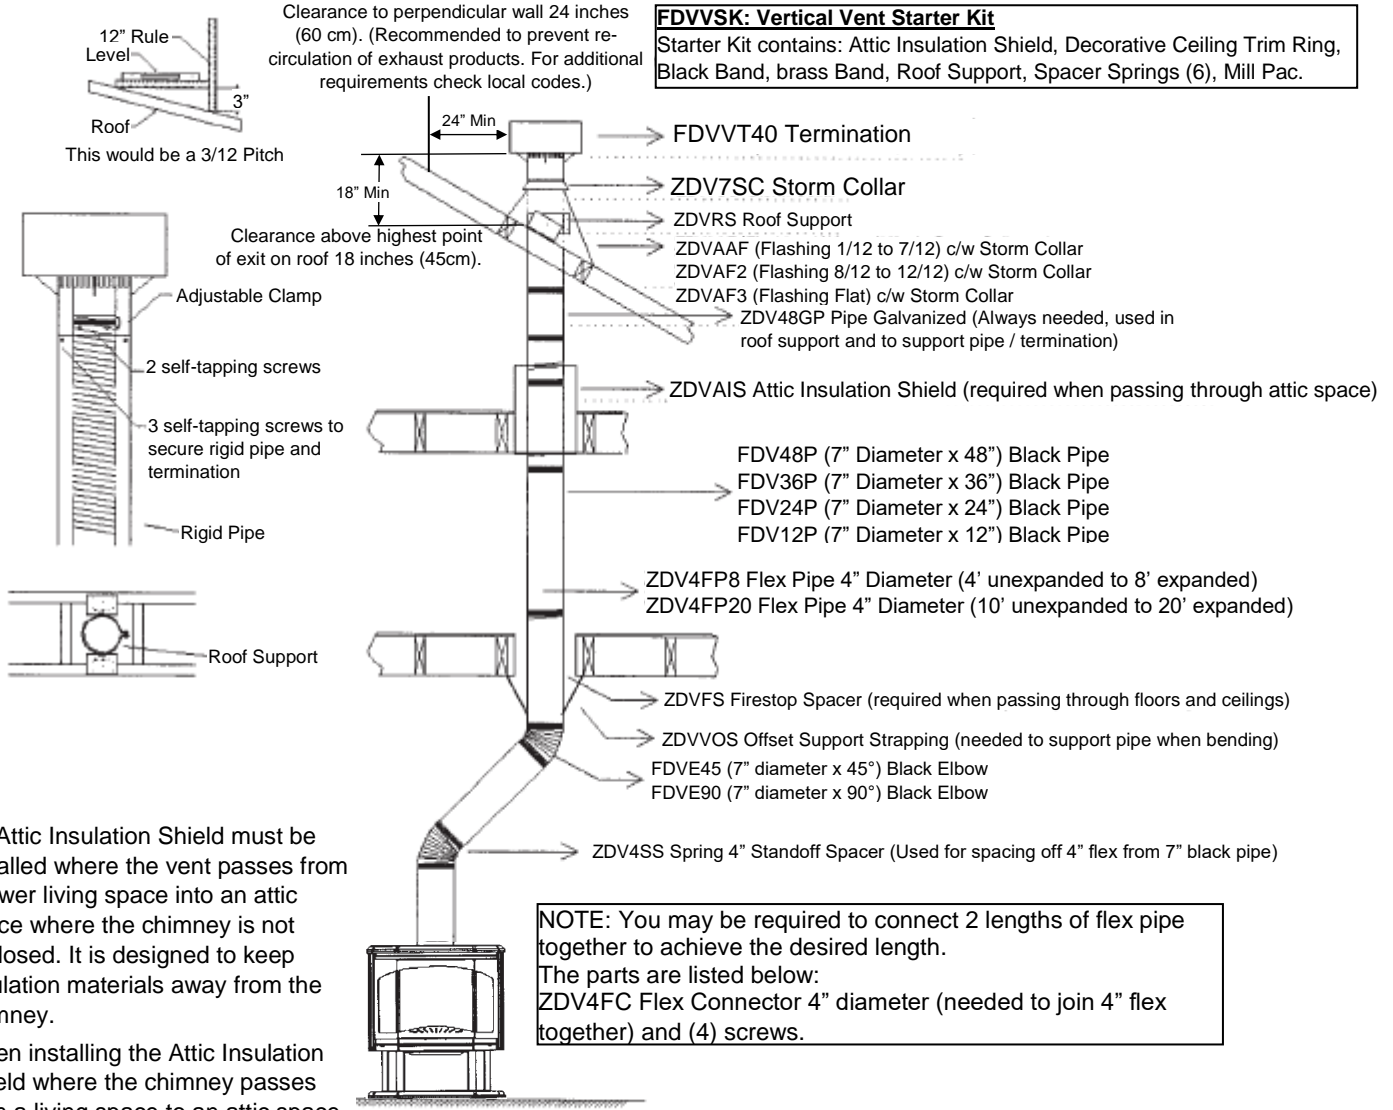 12” Rule
Level
3”
Roof
This would be a 3/12 Pitch
Clearance to perpendicular wall 24 inches
(60 cm). (Recommended to prevent re-
circulation of exhaust products. For additional
requirements check local codes.)
FDVVSK: Vertical Vent Starter Kit
Starter Kit contains: Attic Insulation Shield, Decorative Ceiling Trim Ring,
Black Band, brass Band, Roof Support, Spacer Springs (6), Mill Pac.
24” Min
18” Min
Clearance above highest point
of exit on roof 18 inches (45cm).
FDVVT40 Termination
ZDV7SC Storm Collar
ZDVRS Roof Support
ZDVAAF (Flashing 1/12 to 7/12) c/w Storm Collar
ZDVAF2 (Flashing 8/12 to 12/12) c/w Storm Collar
ZDVAF3 (Flashing Flat) c/w Storm Collar
ZDV48GP Pipe Galvanized (Always needed, used in
roof support and to support pipe / termination)
ZDVAIS Attic Insulation Shield (required when passing through attic space)
Adjustable Clamp
2 self-tapping screws
3 self-tapping screws to
secure rigid pipe and
termination
Rigid Pipe
FDV48P (7” Diameter x 48”) Black Pipe
FDV36P (7” Diameter x 36”) Black Pipe
FDV24P (7” Diameter x 24”) Black Pipe
FDV12P (7” Diameter x 12”) Black Pipe
ZDV4FP8 Flex Pipe 4” Diameter (4’ unexpanded to 8’ expanded)
ZDV4FP20 Flex Pipe 4” Diameter (10’ unexpanded to 20’ expanded)
Roof Support
ZDVFS Firestop Spacer (required when passing through floors and ceilings)
ZDVVOS Offset Support Strapping (needed to support pipe when bending)
FDVE45 (7” diameter x 45°) Black Elbow
FDVE90 (7” diameter x 90°) Black Elbow
ZDV4SS Spring 4” Standoff Spacer (Used for spacing off 4” flex from 7” black pipe)
Attic Insulation Shield must be
alled where the vent passes from
wer living space into an attic
ce where the chimney is not
losed. It is designed to keep
ulation materials away from the
mney.
en installing the Attic Insulation
eld where the chimney passes
a living space to an attic space
NOTE: You may be required to connect 2 lengths of flex pipe
together to achieve the desired length.
The parts are listed below:
ZDV4FC Flex Connector 4” diameter (needed to join 4” flex
together) and (4) screws.